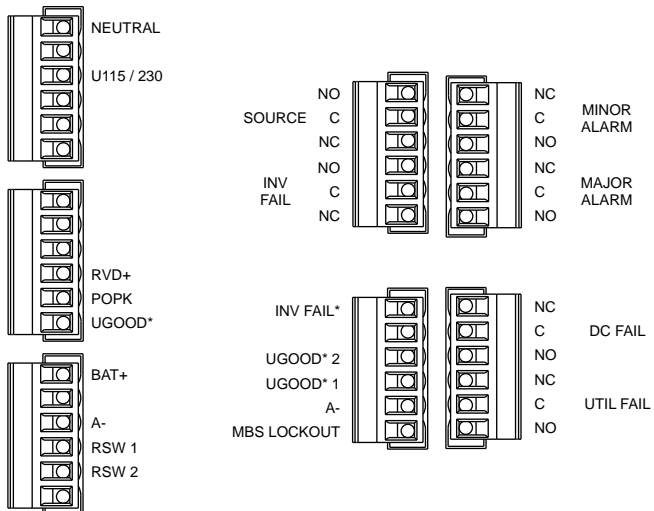 NEUTRAL
U115 / 230
RVD+
POPK
UGOOD*
BAT+
A-
RSW 1
RSW 2
NO
SOURCE C
NC
NO
INV
FAIL
C
NC
NC
C
MINOR
ALARM
NO
NC
C
MAJOR
ALARM
NO
INV FAIL*
UGOOD* 2
UGOOD* 1
A-
MBS LOCKOUT
NC
C DC FAIL
NO
NC
C UTIL FAIL
NO